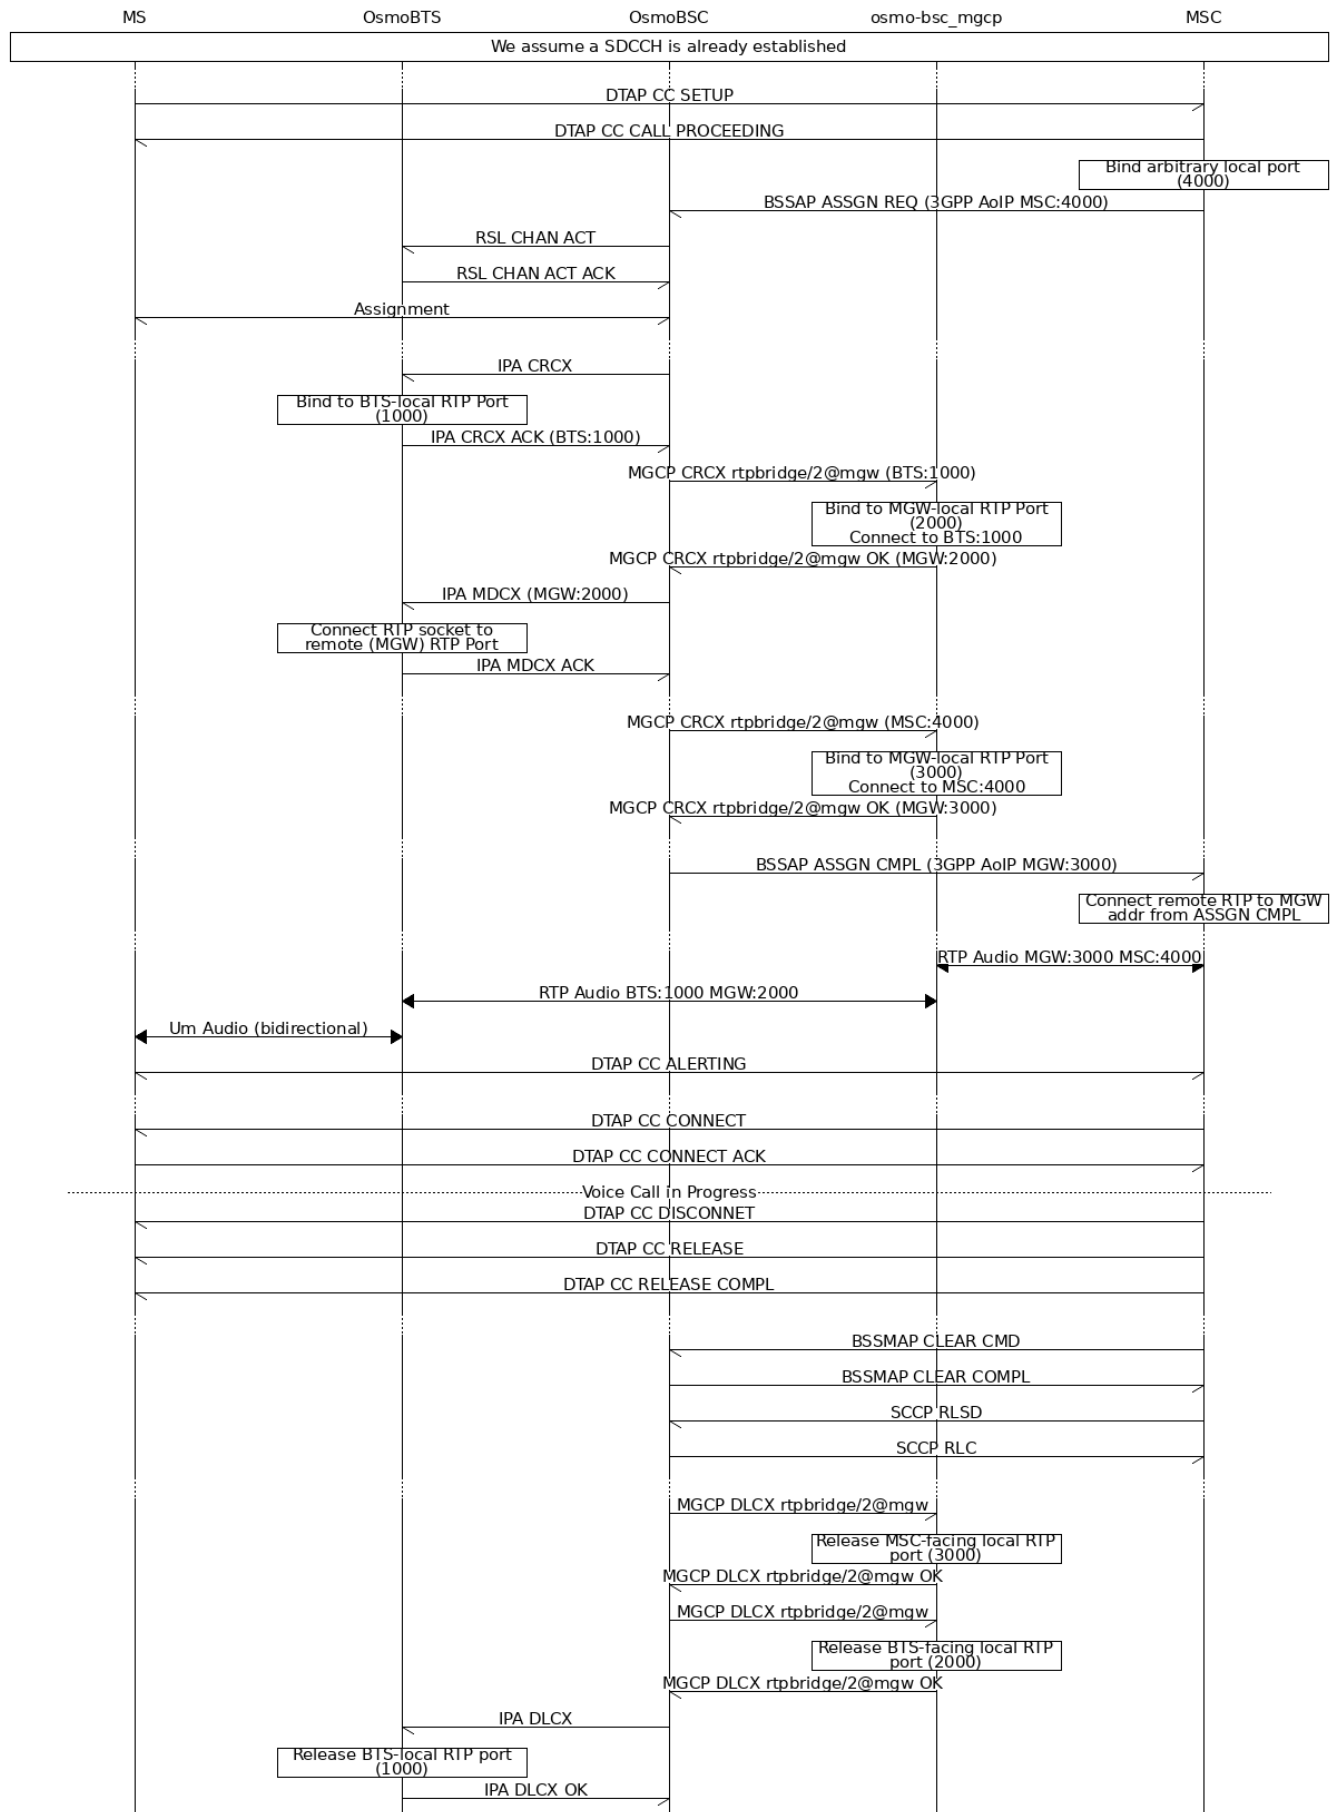 MS OsmoBTS OsmoBSC osmo-bsc_mgcp MSC
We assume a SDCCH is already established
DTAP CC SETUP
DTAP CC CALL PROCEEDING
Bind arbitrary local port
(4000)
BSSAP ASSGN REQ (3GPP AoIP MSC:4000)
RSL CHAN ACT
RSL CHAN ACT ACK
Assignment
IPA CRCX
Bind to BTS-local RTP Port
(1000)
IPA CRCX ACK (BTS:1000)
MGCP CRCX rtpbridge/2@mgw (BTS:1000)
Bind to MGW-local RTP Port
(2000)
Connect to BTS:1000
MGCP CRCX rtpbridge/2@mgw OK (MGW:2000)
IPA MDCX (MGW:2000)
Connect RTP socket to
remote (MGW) RTP Port
IPA MDCX ACK
MGCP CRCX rtpbridge/2@mgw (MSC:4000)
Bind to MGW-local RTP Port
(3000)
Connect to MSC:4000
MGCP CRCX rtpbridge/2@mgw OK (MGW:3000)
BSSAP ASSGN CMPL (3GPP AoIP MGW:3000)
Connect remote RTP to MGW
addr from ASSGN CMPL
RTP Audio MGW:3000 MSC:4000
RTP Audio BTS:1000 MGW:2000
Um Audio (bidirectional)
DTAP CC ALERTING
DTAP CC CONNECT
DTAP CC CONNECT ACK
Voice Call in Progress
DTAP CC DISCONNET
DTAP CC RELEASE
DTAP CC RELEASE COMPL
BSSMAP CLEAR CMD
BSSMAP CLEAR COMPL
SCCP RLSD
SCCP RLC
MGCP DLCX rtpbridge/2@mgw
Release MSC-facing local RTP
port (3000)
MGCP DLCX rtpbridge/2@mgw OK
MGCP DLCX rtpbridge/2@mgw
Release BTS-facing local RTP
port (2000)
MGCP DLCX rtpbridge/2@mgw OK
IPA DLCX
Release BTS-local RTP port
(1000)
IPA DLCX OK